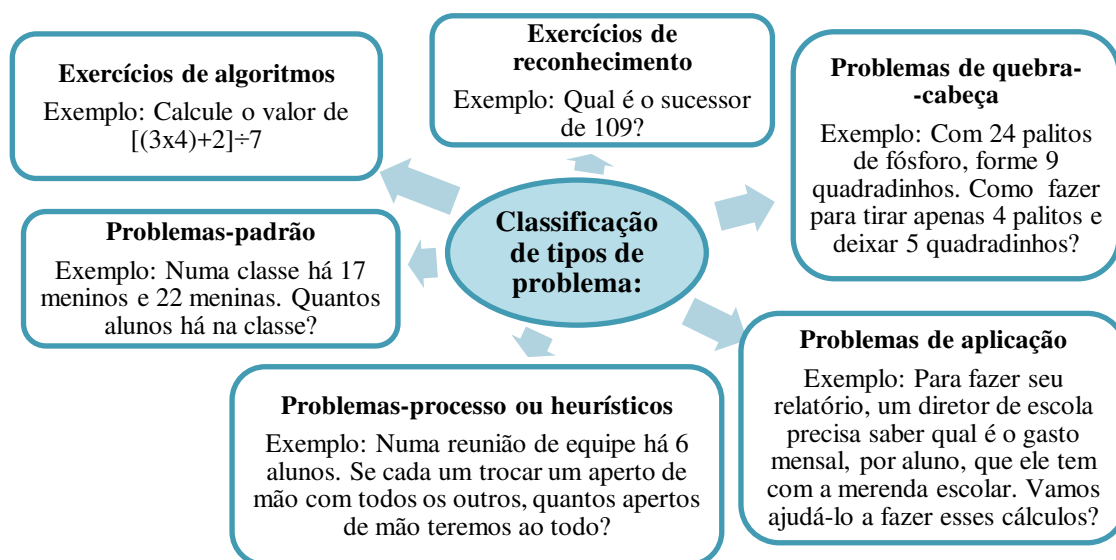 Exercícios de algoritmos
Exemplo: Calcule o valor de
[(3x4)+2]÷7
Exercícios de
reconhecimento
Exemplo: Qual é o sucessor
de 109?
Problemas de quebra-
-cabeça
Exemplo: Com 24 palitos
de fósforo, forme 9
quadradinhos. Como fazer
para tirar apenas 4 palitos e
deixar 5 quadradinhos?
Classificação
de tipos de
problema:
Problemas-padrão
Exemplo: Numa classe há 17
meninos e 22 meninas. Quantos
alunos há na classe?
Problemas-processo ou heurísticos
Exemplo: Numa reunião de equipe há 6
alunos. Se cada um trocar um aperto de
mão com todos os outros, quantos apertos
de mão teremos ao todo?
Problemas de aplicação
Exemplo: Para fazer seu
relatório, um diretor de escola
precisa saber qual é o gasto
mensal, por aluno, que ele tem
com a merenda escolar. Vamos
ajudá-lo a fazer esses cálculos?